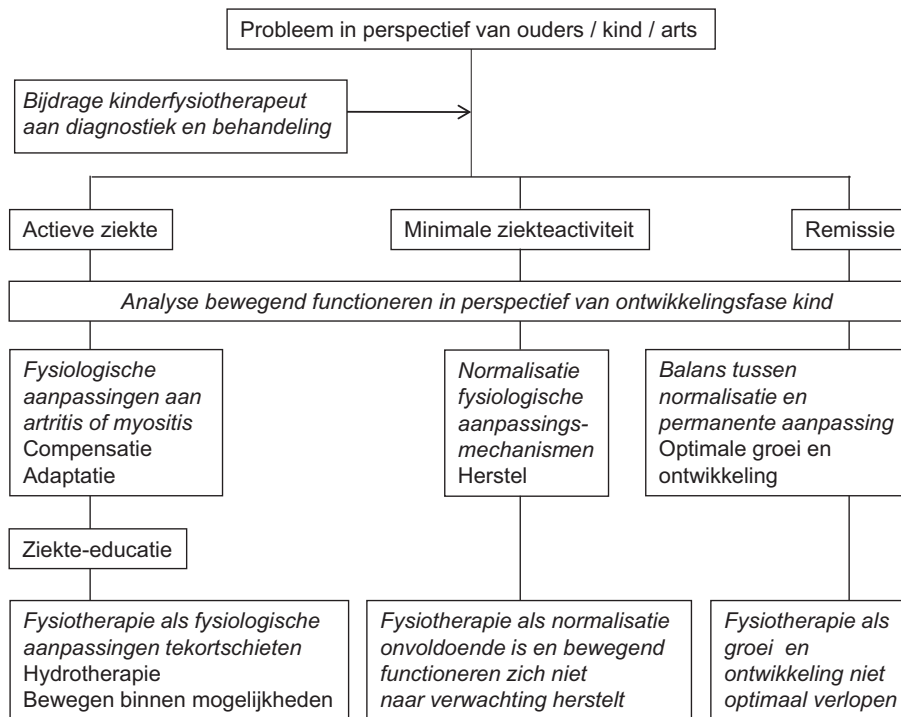 Probleem in perspectief van ouders / kind / arts
Bijdrage kinderfysiotherapeut
aan diagnostiek en behandeling
Actieve ziekte
Minimale ziekteactiviteit
Remissie
Analyse bewegend functioneren in perspectief van ontwikkelingsfase kind
Fysiologische
aanpassingen aan
artritis of myositis
Compensatie
Adaptatie
Normalisatie
fysiologische
aanpassings-
mechanismen
Herstel
Balans tussen
normalisatie en
permanente aanpassing
Optimale groei en
ontwikkeling
Ziekte-educatie
Fysiotherapie als fysiologische
aanpassingen tekortschieten
Hydrotherapie
Bewegen binnen mogelijkheden
Fysiotherapie als normalisatie
onvoldoende is en bewegend
functioneren zich niet
naar verwachting herstelt
Fysiotherapie als
groei en
ontwikkeling niet
optimaal verlopen